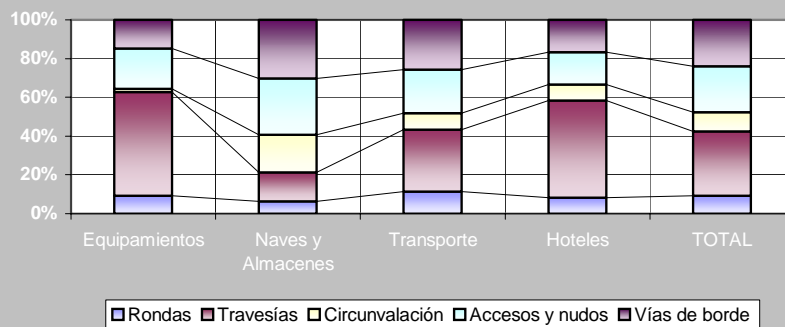 100%
80%
60%
40%
20%
0%
Equipamientos
Naves y
Almacenes
Transporte
Hoteles
TOTAL
Rondas Travesías Circunvalación Accesos y nudos Vías de borde